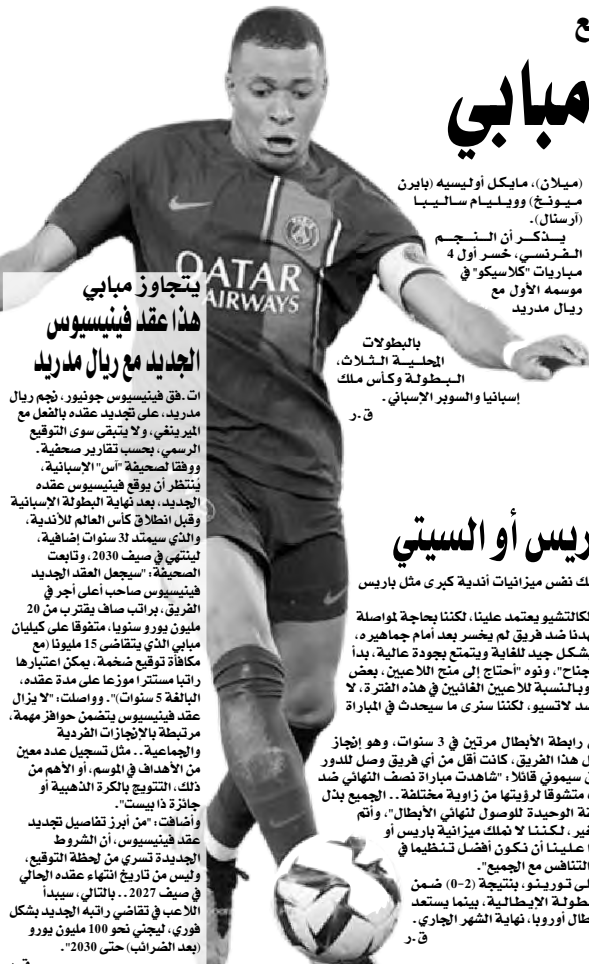 ع
مبابي
(ميلان)، مايكل أوليسيه (بايرن
ميونخ) وويليام ساليبا
(آرسنال).
يذكر أن النجم
الفرنسي، خسر أول 4
مباريات "كلاسيكو" في
موسمه الأول مع
ريال مدريد
بالبطولات
المحلية الثلاث،
البطولة وكأس ملك
إسبانيا والسوبر الإسباني.
ق.ر
QATAR
AIRWAYS
يتجاوز مبابي
هذا عقد فينيسيوس
الجديد مع ريال مدريد
ات.فق فينيسيوس جونيور، نجم ريال
مدريد، على تجديد عقده بالفعل مع
الميرينغي، ولا يتبقى سوى التوقيع
الرسمي، بحسب تقارير صحفية.
ووفقا لصحيفة "آس" الإسبانية،
يُنتظر أن يوقع فينيسيوس عقده
الجديد، بعد نهاية البطولة الإسبانية
وقبل انطلاق كأس العالم للأندية،
والذي سيمتد لـ3 سنوات إضافية،
لينتهي في صيف 2030، وتابعت
الصحيفة: "سيجعل العقد الجديد
فينيسيوس صاحب أعلى أجر في
الفريق، براتب صاف يقترب من 20
مليون يورو سنويا، متفوقا على كيليان
مبابي الذي يتقاضى 15 مليونا (مع
مكافأة توقيع ضخمة، يمكن اعتبارها
راتبا مستترا موزعا على مدة عقده،
البالغة 5 سنوات)". وواصلت: "لا يزال
عقد فينيسيوس يتضمن حوافز مهمة،
مرتبطة بالإنجازات الفردية
والجماعية.. مثل تسجيل عدد معين
من الأهداف في الموسم، أو الأهم من
ذلك، التتويج بالكرة الذهبية أو
جائزة ذا بيست".
وأضافت: "من أبرز تفاصيل تجديد
عقد فينيسيوس، أن الشروط
الجديدة تسري من لحظة التوقيع،
وليس من تاريخ انتهاء عقده الحالي
في صيف 2027.. بالتالي، سيبدأ
اللاعب في تقاضي راتبه الجديد بشكل
فوري، ليجني نحو 100 مليون يورو
(بعد الضرائب) حتى 2030".
ريس أو السيتي
لك نفس ميزانيات أندية كبرى مثل باريس
لكالتشيو يعتمد علينا، لكننا بحاجة لمواصلة
هدنا ضد فريق لم يخسر بعد أمام جماهيره،
بشكل جيد للغاية ويتمتع بجودة عالية، بدأ
جناح"، ونوه "أحتاج إلى منح اللاعبين، بعض
وبالنسبة للاعبين الغائبين في هذه الفترة، لا
سد لاتسيو، لكننا سنرى ما سيحدث في المباراة
ي رابطة الأبطال مرتين في 3 سنوات، وهو إنجاز
ل هذا الفريق، كانت أقل من أي فريق وصل للدور
ن سيموني قائلا: "شاهدت مباراة نصف النهائي ضد
ت متشوقا لرؤيتها من زاوية مختلفة.. الجميع بذل
نة الوحيدة للوصول لنهائي الأبطال"، وأتم
غير، لكننا لا نملك ميزانية باريس أو
ا علينا أن نكون أفضل تنظيما في
التنافس مع الجميع".
لى تورينو، بنتيجة (2-0) ضمن
طولة الإيطالية، بينما يستعد
طال أوروبا، نهاية الشهر الجاري.
ق.ر